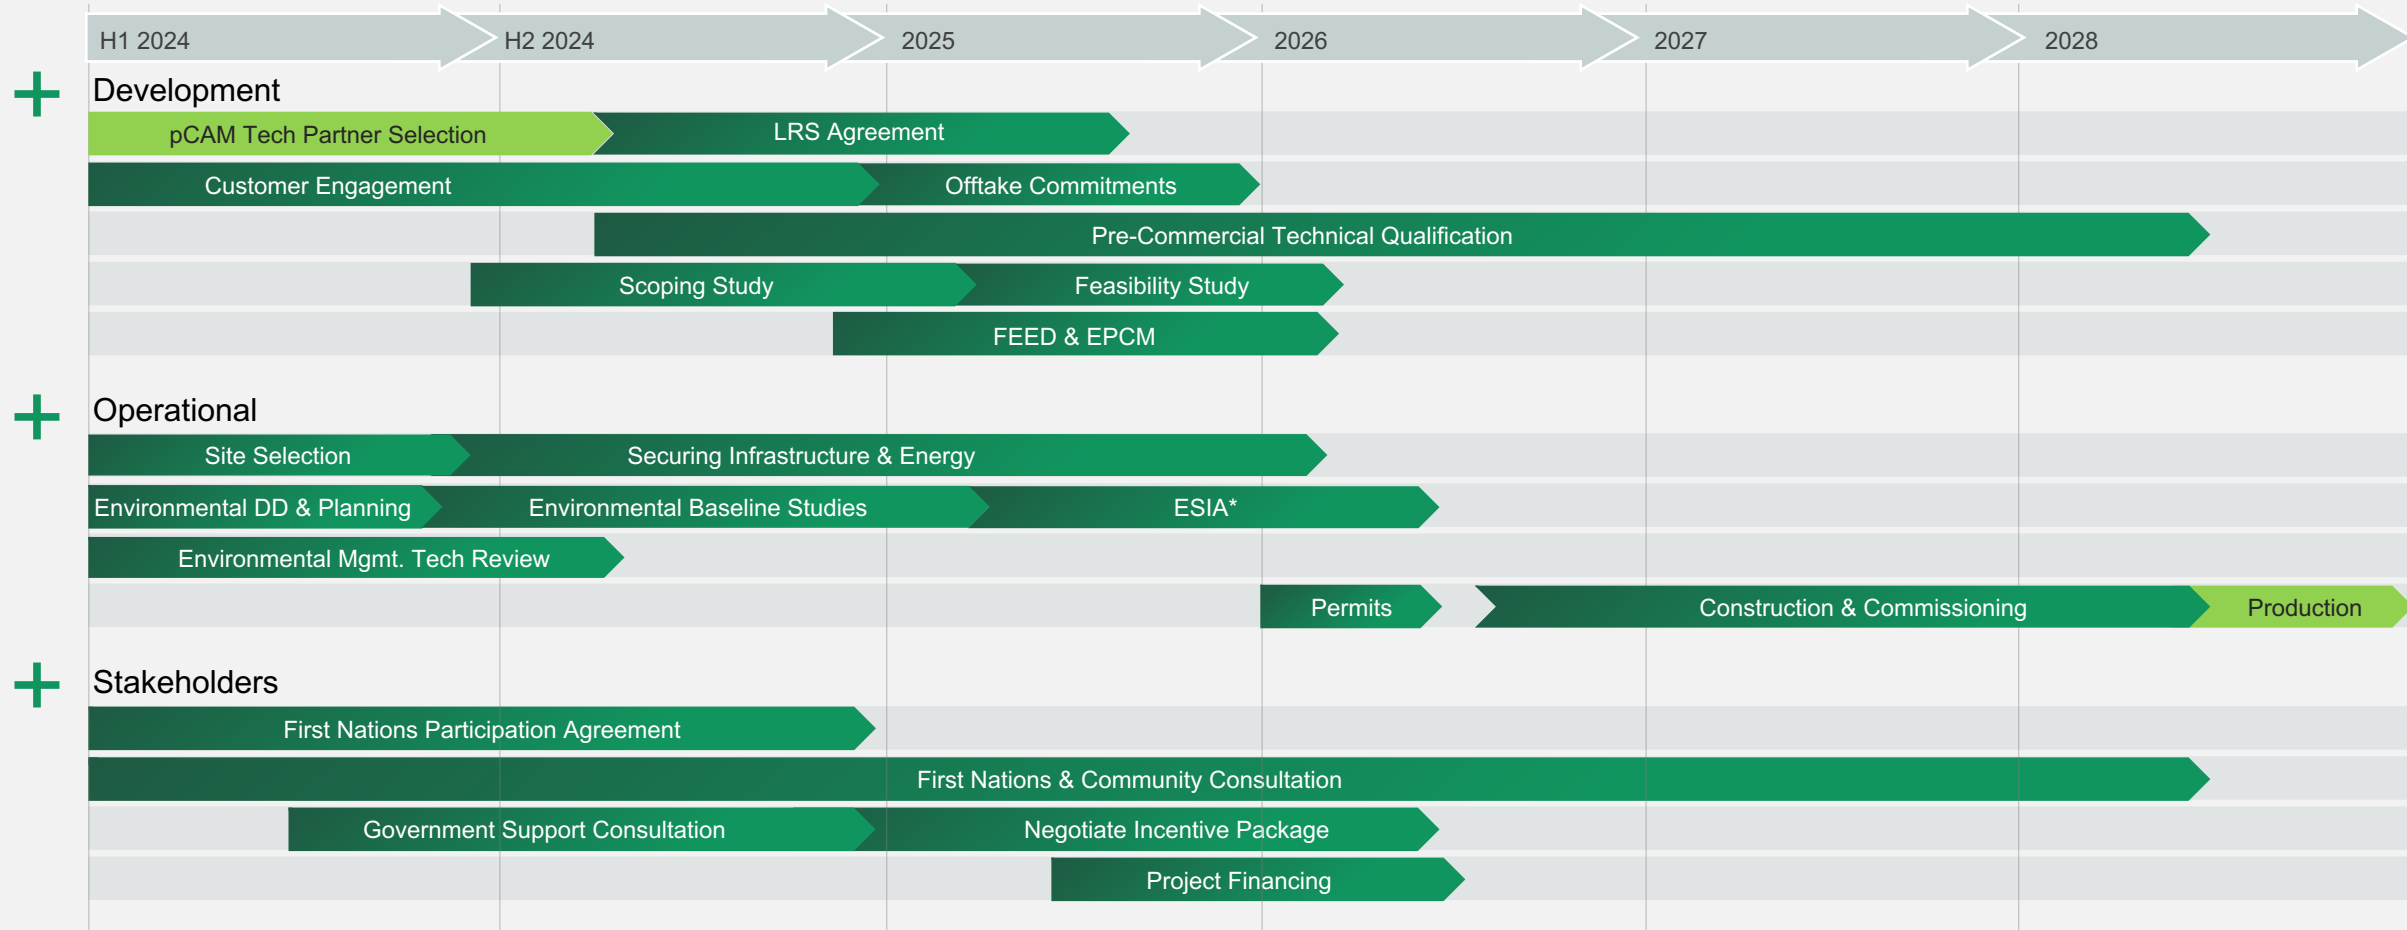 H1 2024
H2 2024
2025
2026
2027
2028
Development
pCAM Tech Partner Selection
LRS Agreement
Customer Engagement
Offtake Commitments
Pre-Commercial Technical Qualification
Scoping Study
Feasibility Study
FEED & EPCM
Operational
Site Selection
Securing Infrastructure & Energy
Environmental DD & Planning
Environmental Baseline Studies
ESIA*
Environmental Mgmt. Tech Review
Permits
Construction & Commissioning
Production
Stakeholders
First Nations Participation Agreement
First Nations & Community Consultation
Government Support Consultation
Negotiate Incentive Package
Project Financing